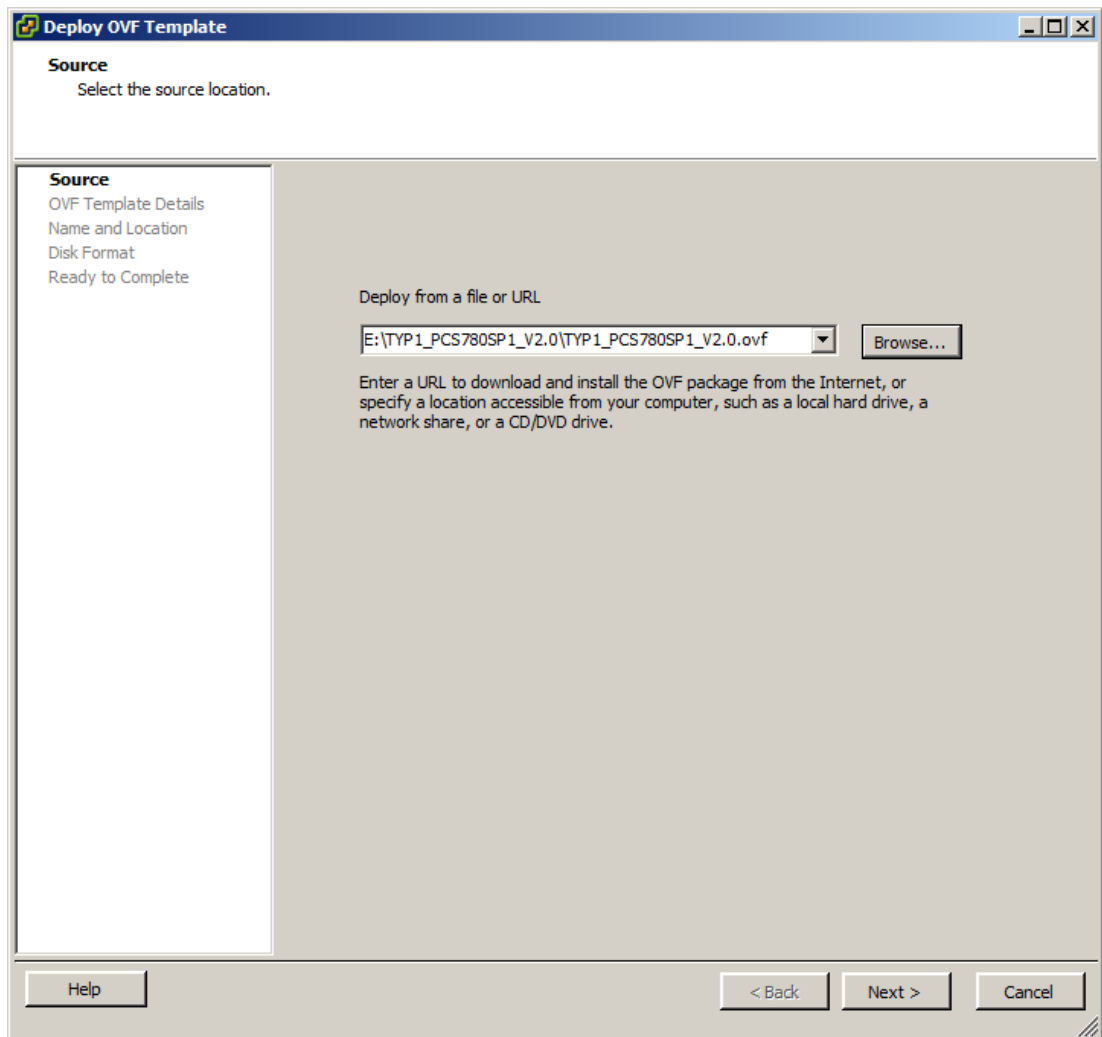 Deploy OVF Template
Source
Select the source location.
Source
OVF Template Details
Name and Location
Disk Format
Ready to Complete
Deploy from a file or URL
E:\TYP1_PCS780SP1_V2.0\TYP1_PCS780SP1_V2.0.ovf
Browse...
Enter a URL to download and install the OVF package from the Internet, or
specify a location accessible from your computer, such as a local hard drive, a
network share, or a CD/DVD drive.
Help
< Back
Next >
Cancel